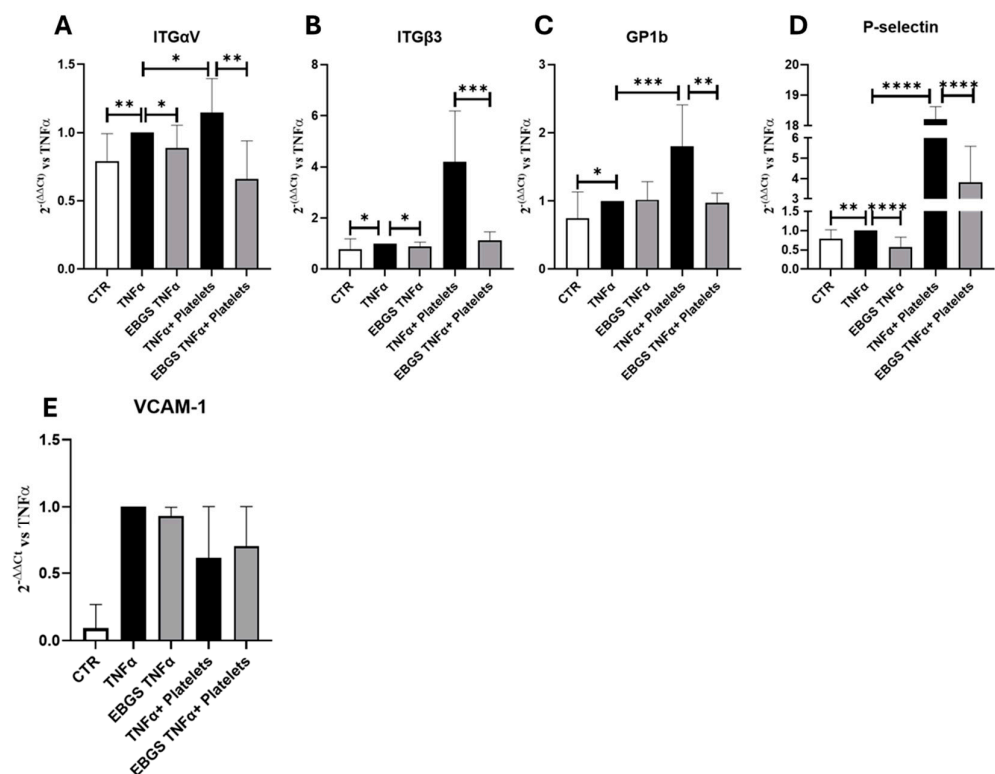 A
ITGαV
2-(ΔΔCt) vs TNFα
1.5
1.0
0.5
0.0
**
*
*
**
CTR
TNFα
EBGS TNFα
TNFα+ Platelets
EBGS TNFα+ Platelets
B
ITGβ3
2-(ΔΔCt) vs TNFα
8
6
4
2
0
*
*
***
CTR
TNFα
EBGS TNFα
TNFα+ Platelets
EBGS TNFα+ Platelets
C
GP1b
2-(ΔΔCt) vs TNFα
3
2
1
0
*
***
**
CTR
TNFα
EBGS TNFα
TNFα+ Platelets
EBGS TNFα+ Platelets
D
P-selectin
2-(ΔΔCt) vs TNFα
20
19
18
6
5
4
3
1.5
1.0
0.5
0.0
**
****
****
****
CTR
TNFα
EBGS TNFα
TNFα+ Platelets
EBGS TNFα+ Platelets
E
VCAM-1
2-ΔΔCt vs TNFα
1.5
1.0
0.5
0.0
CTR
TNFα
EBGS TNFα
TNFα+ Platelets
EBGS TNFα+ Platelets